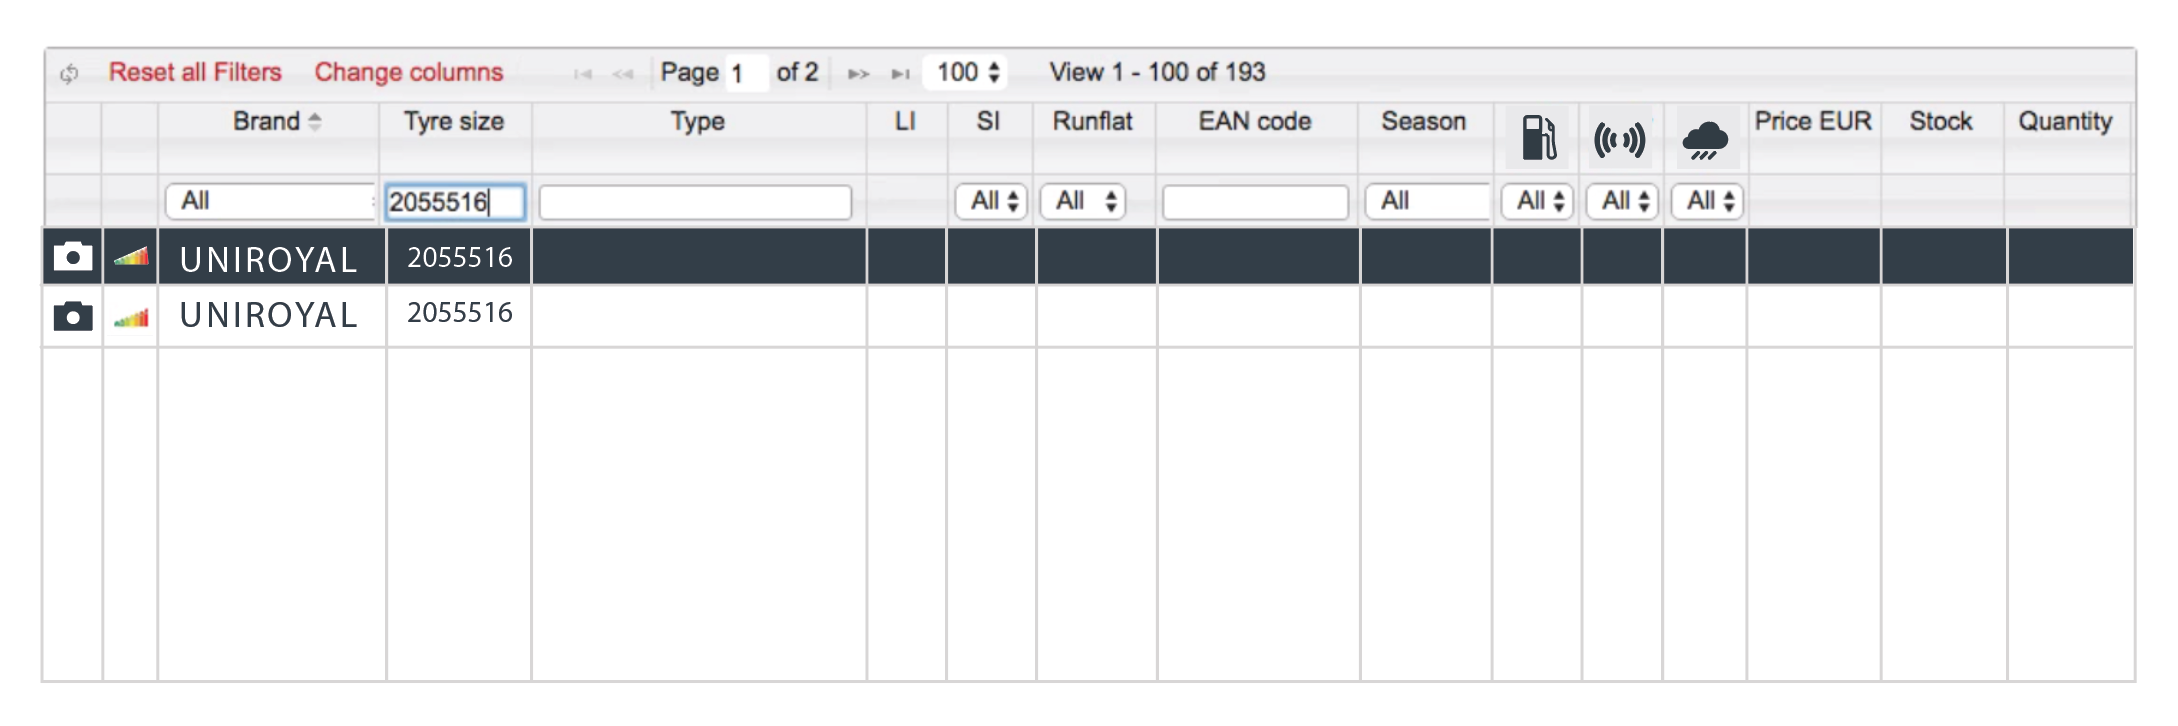 Reset all Filters Change columns Page 1 of 2 100 View 1 - 100 of 193
Brand Tyre size Type LI SI Runflat EAN code Season Price EUR Stock Quantity
All 2055516 All All All All All All
UNIROYAL 2055516
UNIROYAL 2055516